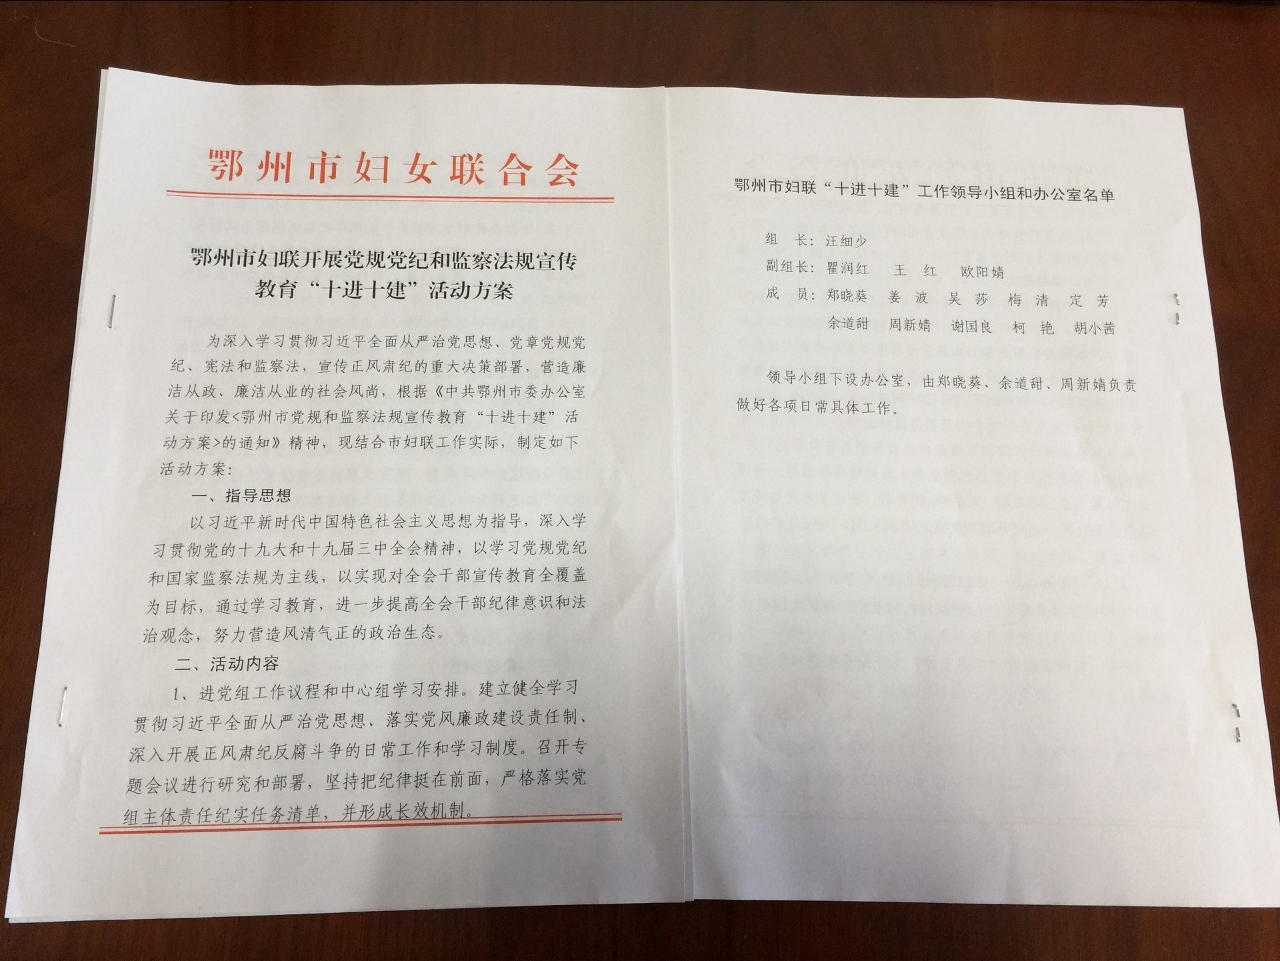 鄂州市妇女联合会
鄂州市妇联开展党规党纪和监察法规宣传
教育“十进十建”活动方案
为深入学习贯彻习近平全面从严治党思想、党章党规党
纪、宪法和监察法，宣传正风肃纪的重大决策部署，营造廉
洁从政、廉洁从业的社会风尚，根据《中共鄂州市委办公室
关于印发<鄂州市党规和监察法规宣传教育“十进十建”活
动方案>的通知》精神，现结合市妇联工作实际，制定如下
活动方案：
一、指导思想
以习近平新时代中国特色社会主义思想为指导，深入学
习贯彻党的十九大和十九届三中全会精神，以学习党规党纪
和国家监察法规为主线，以实现对全会干部宣传教育全覆盖
为目标，通过学习教育，进一步提高全会干部纪律意识和法
治观念，努力营造风清气正的政治生态。
二、活动内容
1、进党组工作议程和中心组学习安排。建立健全学习
贯彻习近平全面从严治党思想、落实党风廉政建设责任制、
深入开展正风肃纪反腐斗争的日常工作和学习制度。召开专
题会议进行研究和部署，坚持把纪律挺在前面，严格落实党
组主体责任纪实任务清单，并形成长效机制。
鄂州市妇联“十进十建”工作领导小组和办公室名单
组 长：汪细少
副组长：瞿润红 王 红 欧阳婧
成 员：郑晓葵 姜 波 吴 莎 梅 清 定 芳
余道甜 周新婧 谢国良 柯 艳 胡小茜
领导小组下设办公室，由郑晓葵、余道甜、周新婧负责
做好各项日常具体工作。